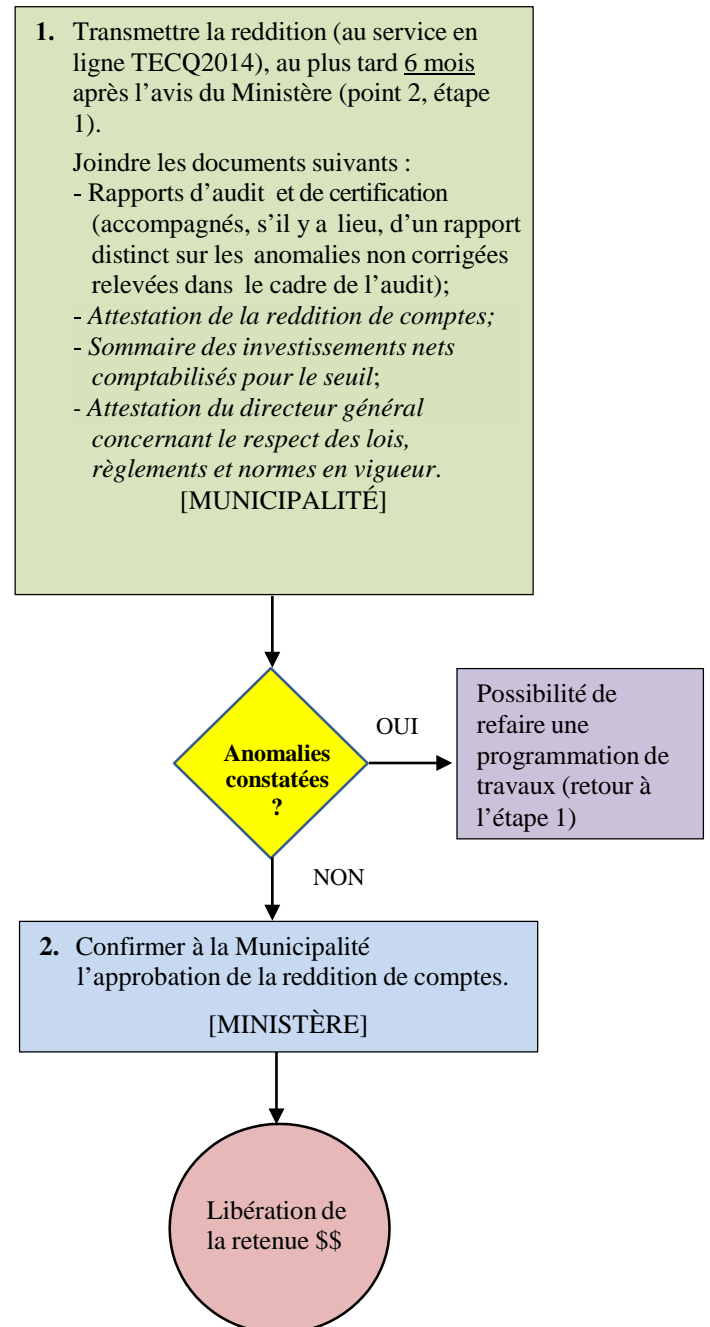 1. Transmettre la reddition (au service en
ligne TECQ2014), au plus tard 6 mois
après l’avis du Ministère (point 2, étape
1).
Joindre les documents suivants :
- Rapports d’audit et de certification
(accompagnés, s’il y a lieu, d’un rapport
distinct sur les anomalies non corrigées
relevées dans le cadre de l’audit);
- Attestation de la reddition de comptes;
- Sommaire des investissements nets
comptabilisés pour le seuil;
- Attestation du directeur général
concernant le respect des lois,
règlements et normes en vigueur.
[MUNICIPALITÉ]
Anomalies
constatées
?
OUI
Possibilité de
refaire une
programmation de
travaux (retour à
l’étape 1)
NON
2. Confirmer à la Municipalité
l’approbation de la reddition de comptes.
[MINISTÈRE]
Libération de
la retenue $$